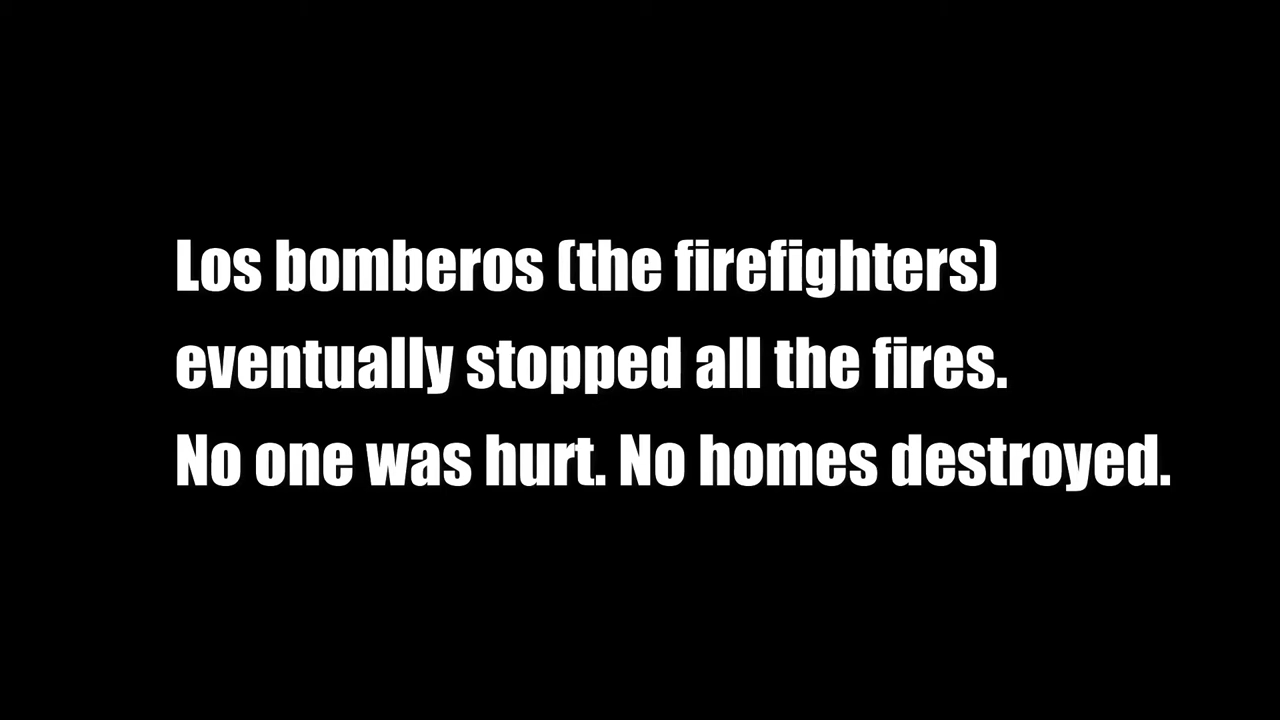 Los bomberos (the firefighters)
eventually stopped all the fires.
No one was hurt. No homes destroyed.